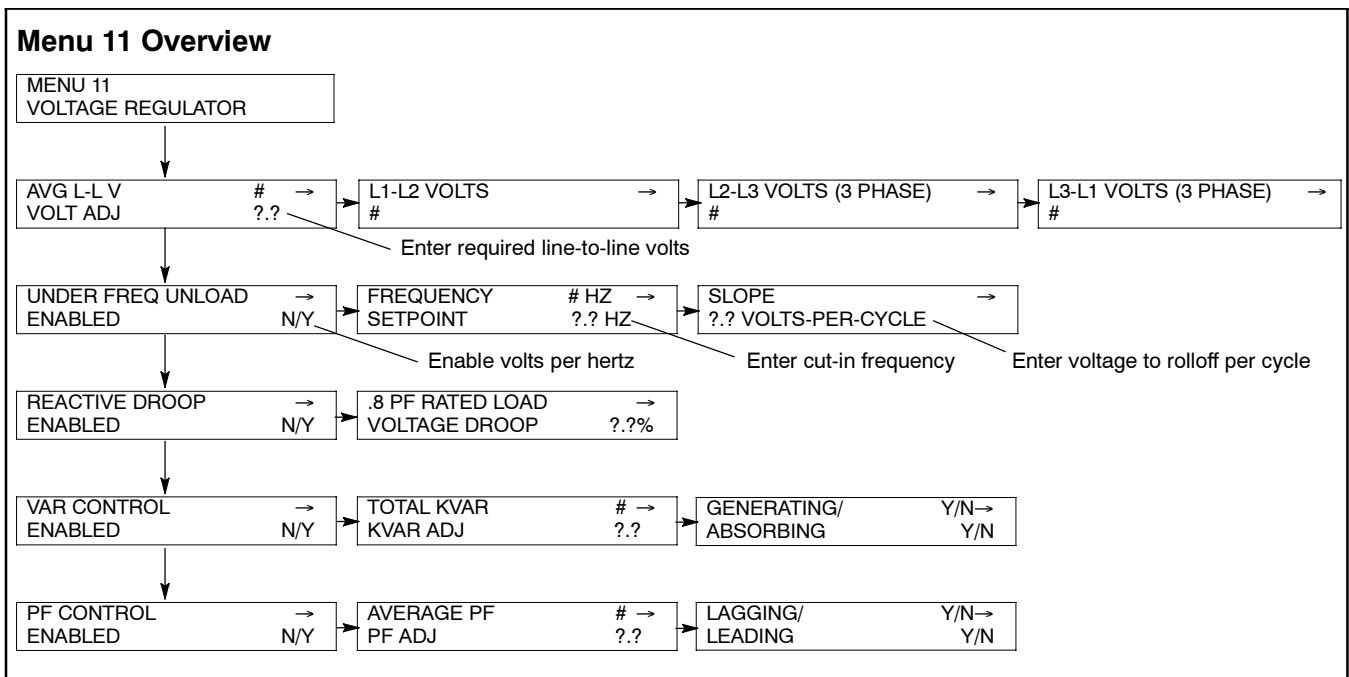 Menu 11 Overview
MENU 11
VOLTAGE REGULATOR
AVG L-L V # →
VOLT ADJ ?.?
L1-L2 VOLTS →
#
L2-L3 VOLTS (3 PHASE) →
#
L3-L1 VOLTS (3 PHASE) →
#
Enter required line-to-line volts
UNDER FREQ UNLOAD →
ENABLED N/Y
FREQUENCY # HZ →
SETPOINT ?.? HZ
SLOPE →
?.? VOLTS-PER-CYCLE
Enable volts per hertz
Enter cut-in frequency
Enter voltage to rolloff per cycle
REACTIVE DROOP →
ENABLED N/Y
.8 PF RATED LOAD →
VOLTAGE DROOP ?.?%
VAR CONTROL →
ENABLED N/Y
TOTAL KVAR # →
KVAR ADJ ?.?
GENERATING/ Y/N→
ABSORBING Y/N
PF CONTROL →
ENABLED N/Y
AVERAGE PF # →
PF ADJ ?.?
LAGGING/ Y/N→
LEADING Y/N